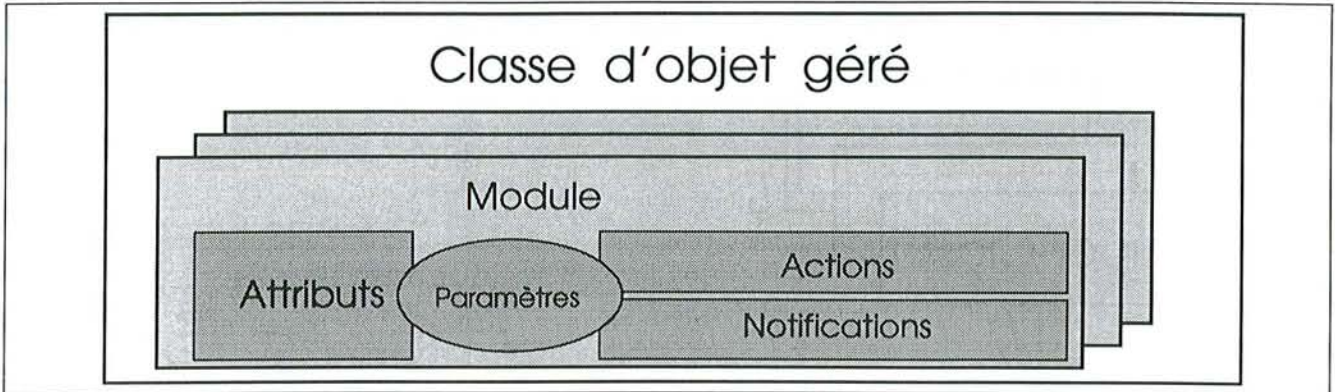 Classe d'objet géré
Module
Attributs
Paramètres
Actions
Notifications